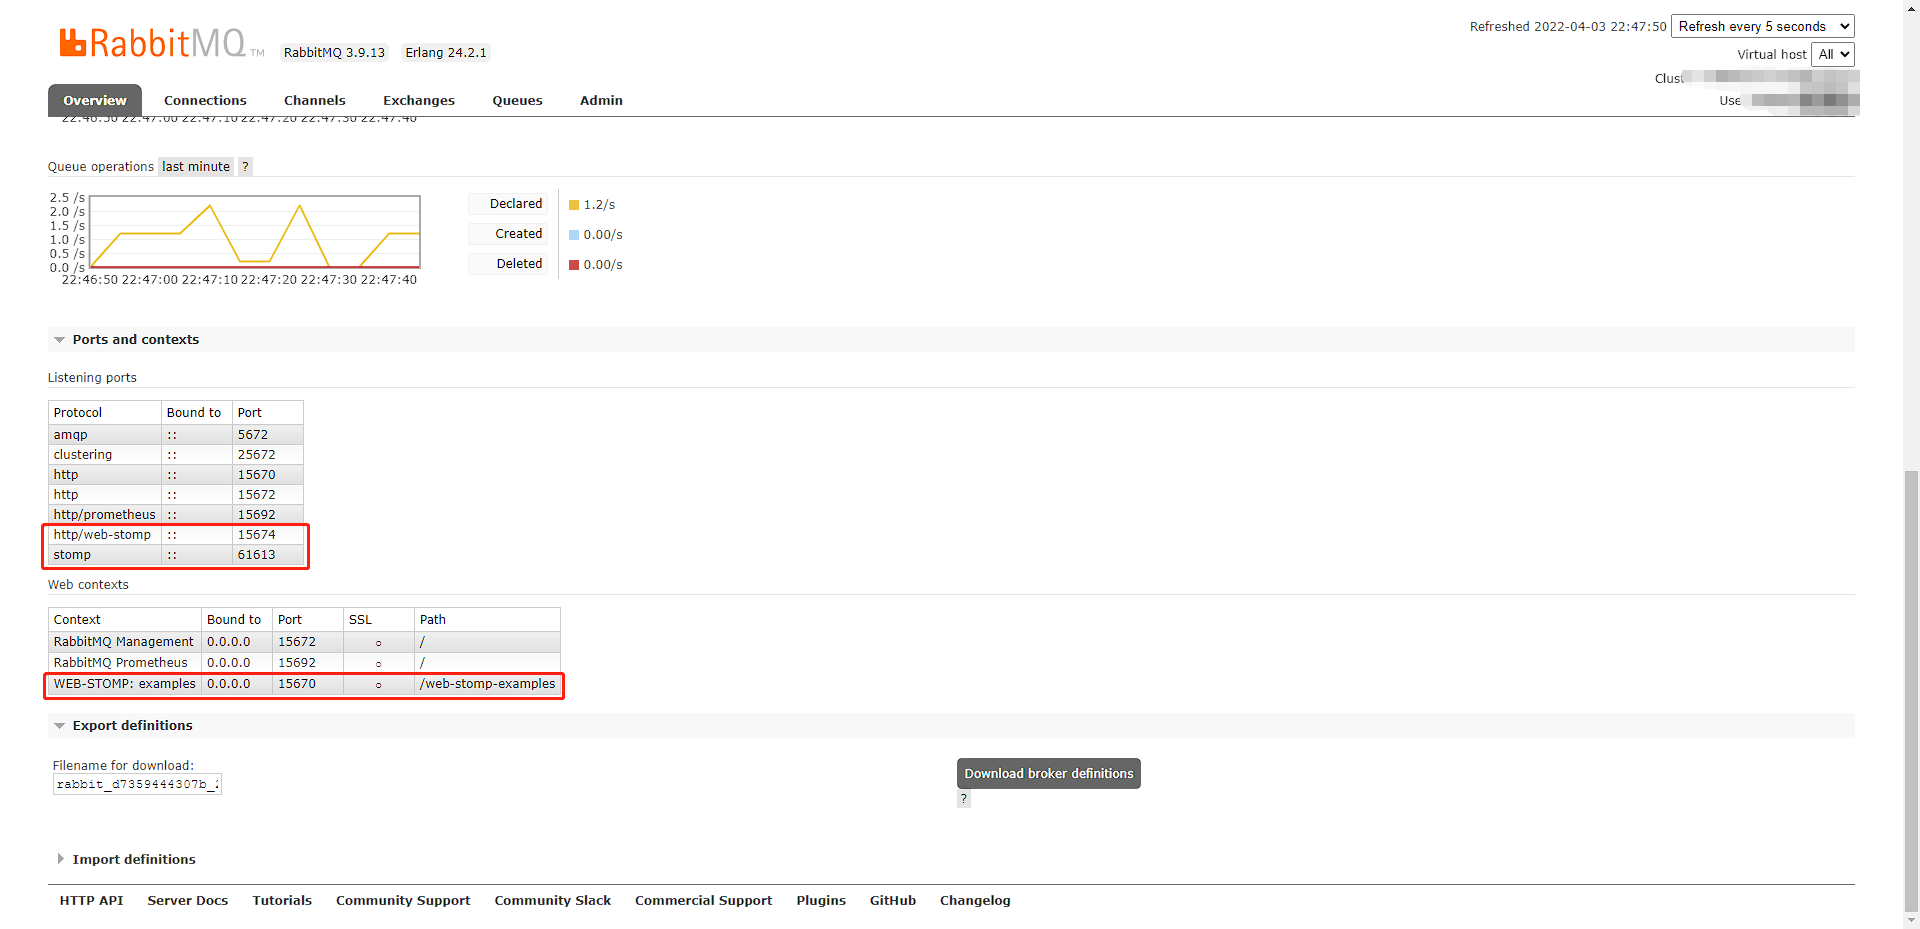 RabbitMQ TM RabbitMQ 3.9.13 Erlang 24.2.1
Refreshed 2022-04-03 22:47:50 Refresh every 5 seconds
Virtual host All
Overview Connections Channels Exchanges Queues Admin
22:46:50 22:47:00 22:47:10 22:47:20 22:47:30 22:47:40
Queue operations last minute ?
2.5 /s
2.0 /s
1.5 /s
1.0 /s
0.5 /s
0.0 /s
22:46:50 22:47:00 22:47:10 22:47:20 22:47:30 22:47:40
Declared 1.2/s
Created 0.00/s
Deleted 0.00/s
Ports and contexts
Listening ports
Protocol Bound to Port
amqp :: 5672
clustering :: 25672
http :: 15670
http :: 15672
http/prometheus :: 15692
http/web-stomp :: 15674
stomp :: 61613
Web contexts
Context Bound to Port SSL Path
RabbitMQ Management 0.0.0.0 15672 ○ /
RabbitMQ Prometheus 0.0.0.0 15692 ○ /
WEB-STOMP: examples 0.0.0.0 15670 ○ /web-stomp-examples
Export definitions
Filename for download:
rabbit_d7359444307b_
Download broker definitions
?
Import definitions
HTTP API Server Docs Tutorials Community Support Community Slack Commercial Support Plugins GitHub Changelog